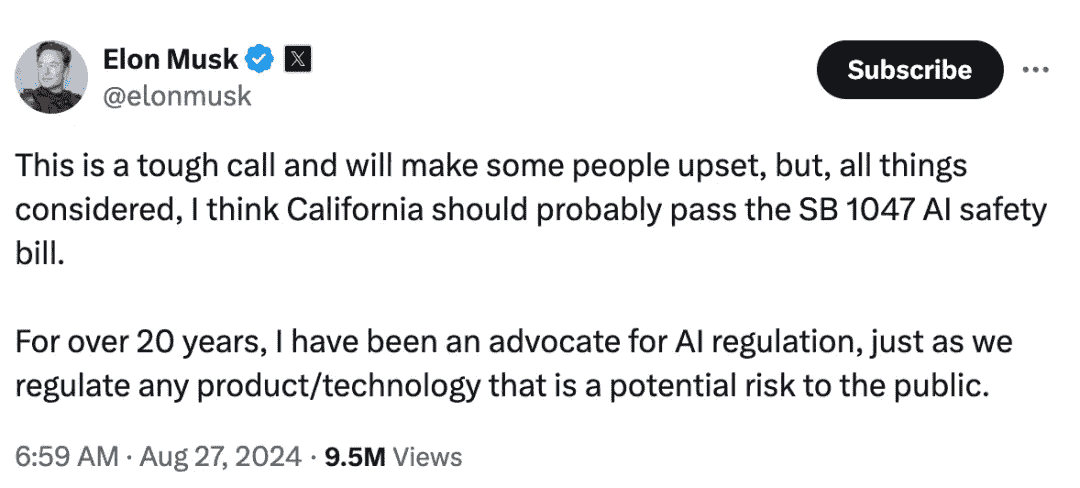 Elon Musk
Subscribe
@elonmusk
This is a tough call and will make some people upset, but, all things
considered, I think California should probably pass the SB 1047 AI safety
bill.
For over 20 years, I have been an advocate for AI regulation, just as we
regulate any product/technology that is a potential risk to the public.
6:59 AM · Aug 27, 2024 · 9.5M Views